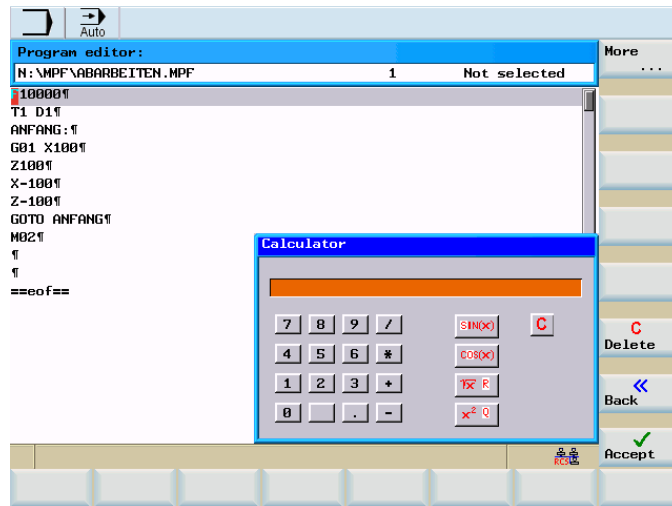 Auto
Program editor:
More
...
N:\MPF\ABARBEITEN.MPF 1 Not selected
10000¶
T1 D1¶
ANFANG:¶
G01 X100¶
Z100¶
X-100¶
Z-100¶
GOTO ANFANG¶
M02¶
¶
¶
==eof==
Calculator
7 8 9 / SIN(x) C
4 5 6 * COS(x)
1 2 3 + √x R
0 . - x² Q
C
Delete
«
Back
Accept
RCS